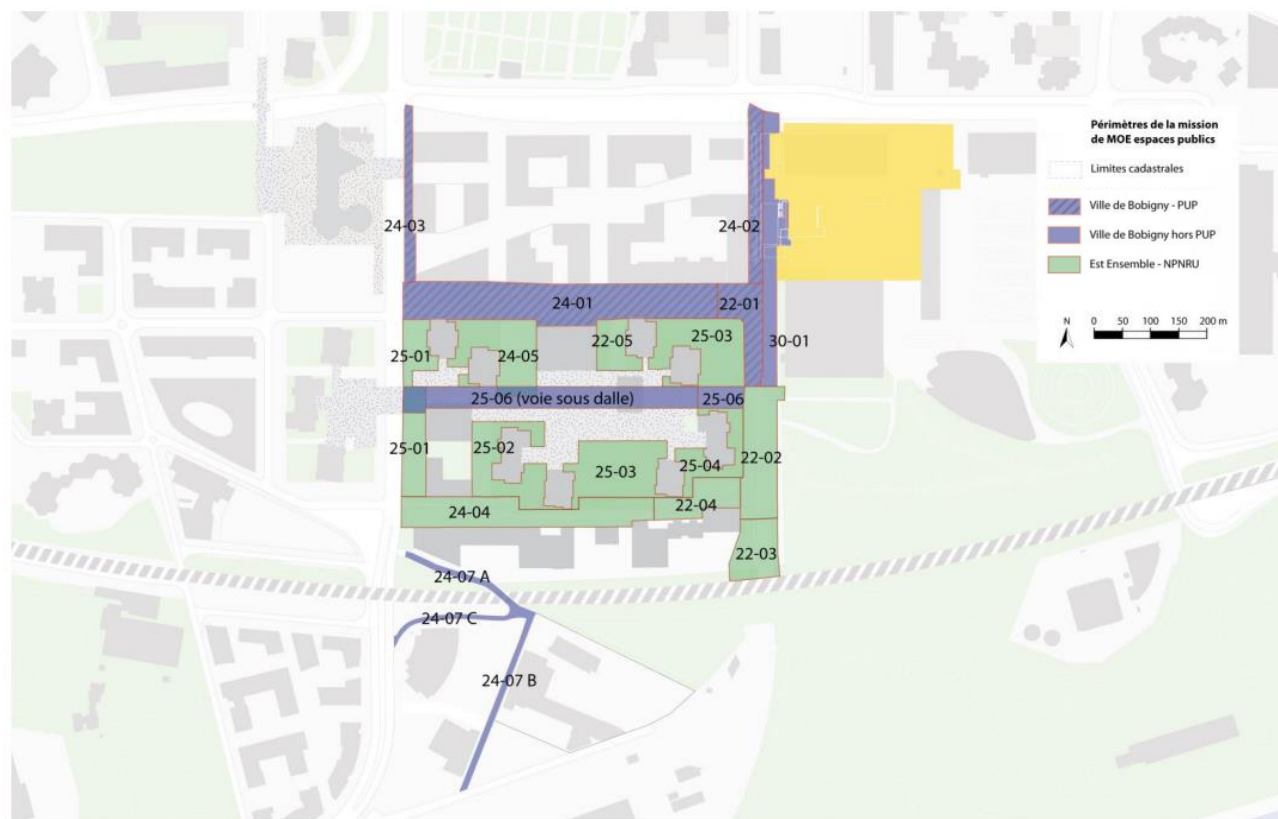 Périmètres de la mission
de MOE espaces publics
Limites cadastrales
Ville de Bobigny - PUP
Ville de Bobigny hors PUP
Est Ensemble - NPNRU
N
0 50 100 150 200 m
24-03
24-02
24-01
22-01
25-01
24-05
22-05
25-03
30-01
25-06 (voie sous dalle)
25-06
25-01
25-02
25-03
25-04
22-02
24-04
22-04
22-03
24-07 A
24-07 C
24-07 B